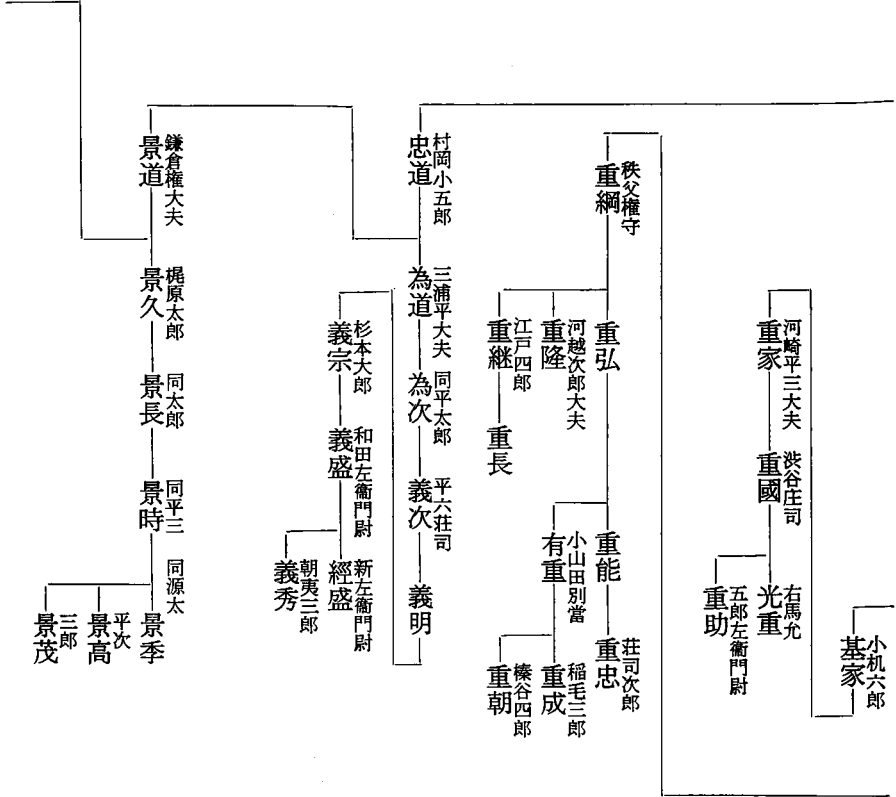 小机六郎
基家
河崎平三大夫
重家
渋谷庄司
重國
右馬允
光重
五郎左衞門尉
重助
秩父権守
重綱
重弘
河越次郎大夫
重隆
江戸四郎
重継
重長
重能
小山田別當
有重
荘司次郎
重忠
稲毛三郎
重成
榛谷四郎
重朝
村岡小五郎
忠道
三浦平大夫
為道
同平太郎
為次
平六荘司
義次
義明
杉本大郎
義宗
和田左衞門尉
義盛
新左衞門尉
經盛
朝夷三郎
義秀
鎌倉権大夫
景道
梶原太郎
景久
同太郎
景長
同平三
景時
同源太
景季
平次
景高
三郎
景茂